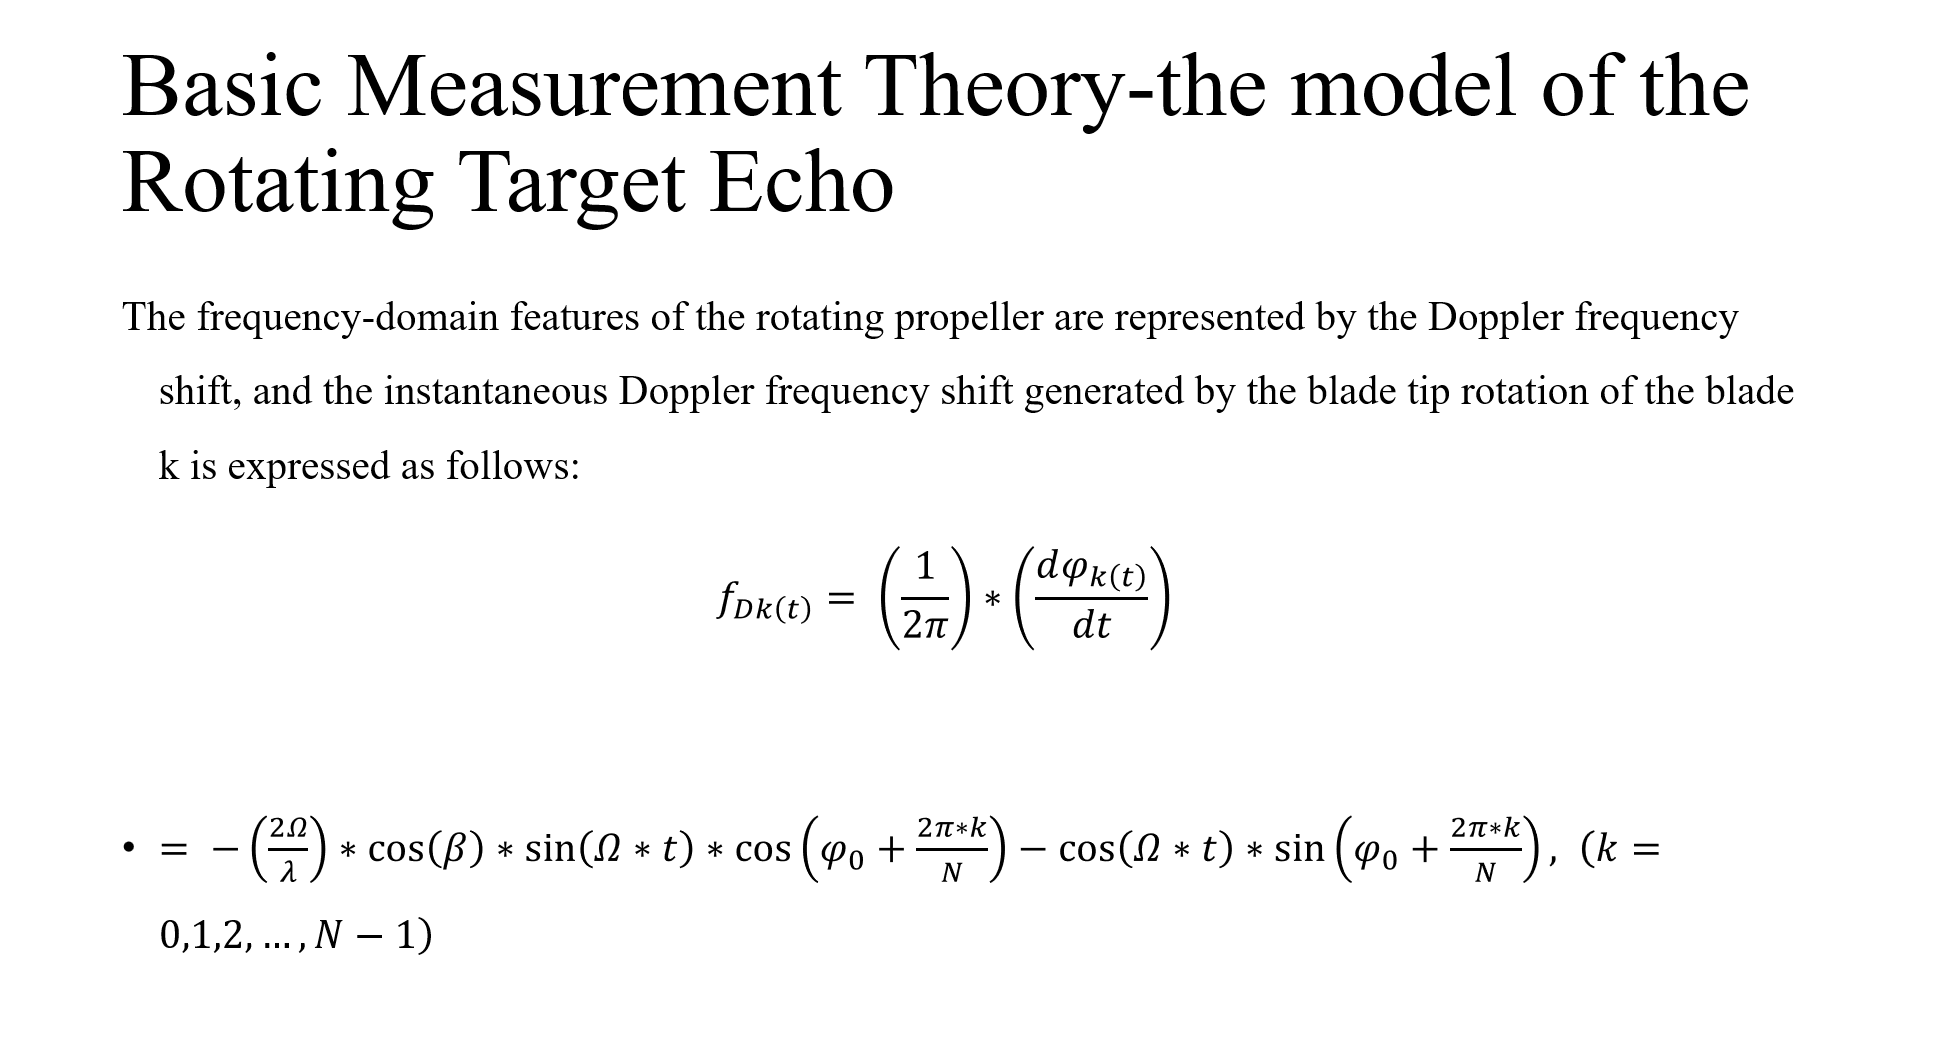 Basic Measurement Theory-the model of the
Rotating Target Echo
The frequency-domain features of the rotating propeller are represented by the Doppler frequency
shift, and the instantaneous Doppler frequency shift generated by the blade tip rotation of the blade
k is expressed as follows:
$f_{Dk(t)} = \left(\frac{1}{2\pi}\right) * \left(\frac{d\varphi_{k(t)}}{dt}\right)$
• $= -\left(\frac{2\Omega}{\lambda}\right) * \cos(\beta) * \sin(\Omega * t) * \cos\left(\varphi_0 + \frac{2\pi * k}{N}\right) - \cos(\Omega * t) * \sin\left(\varphi_0 + \frac{2\pi * k}{N}\right),\ (k =$
$0,1,2, \ldots, N - 1)$